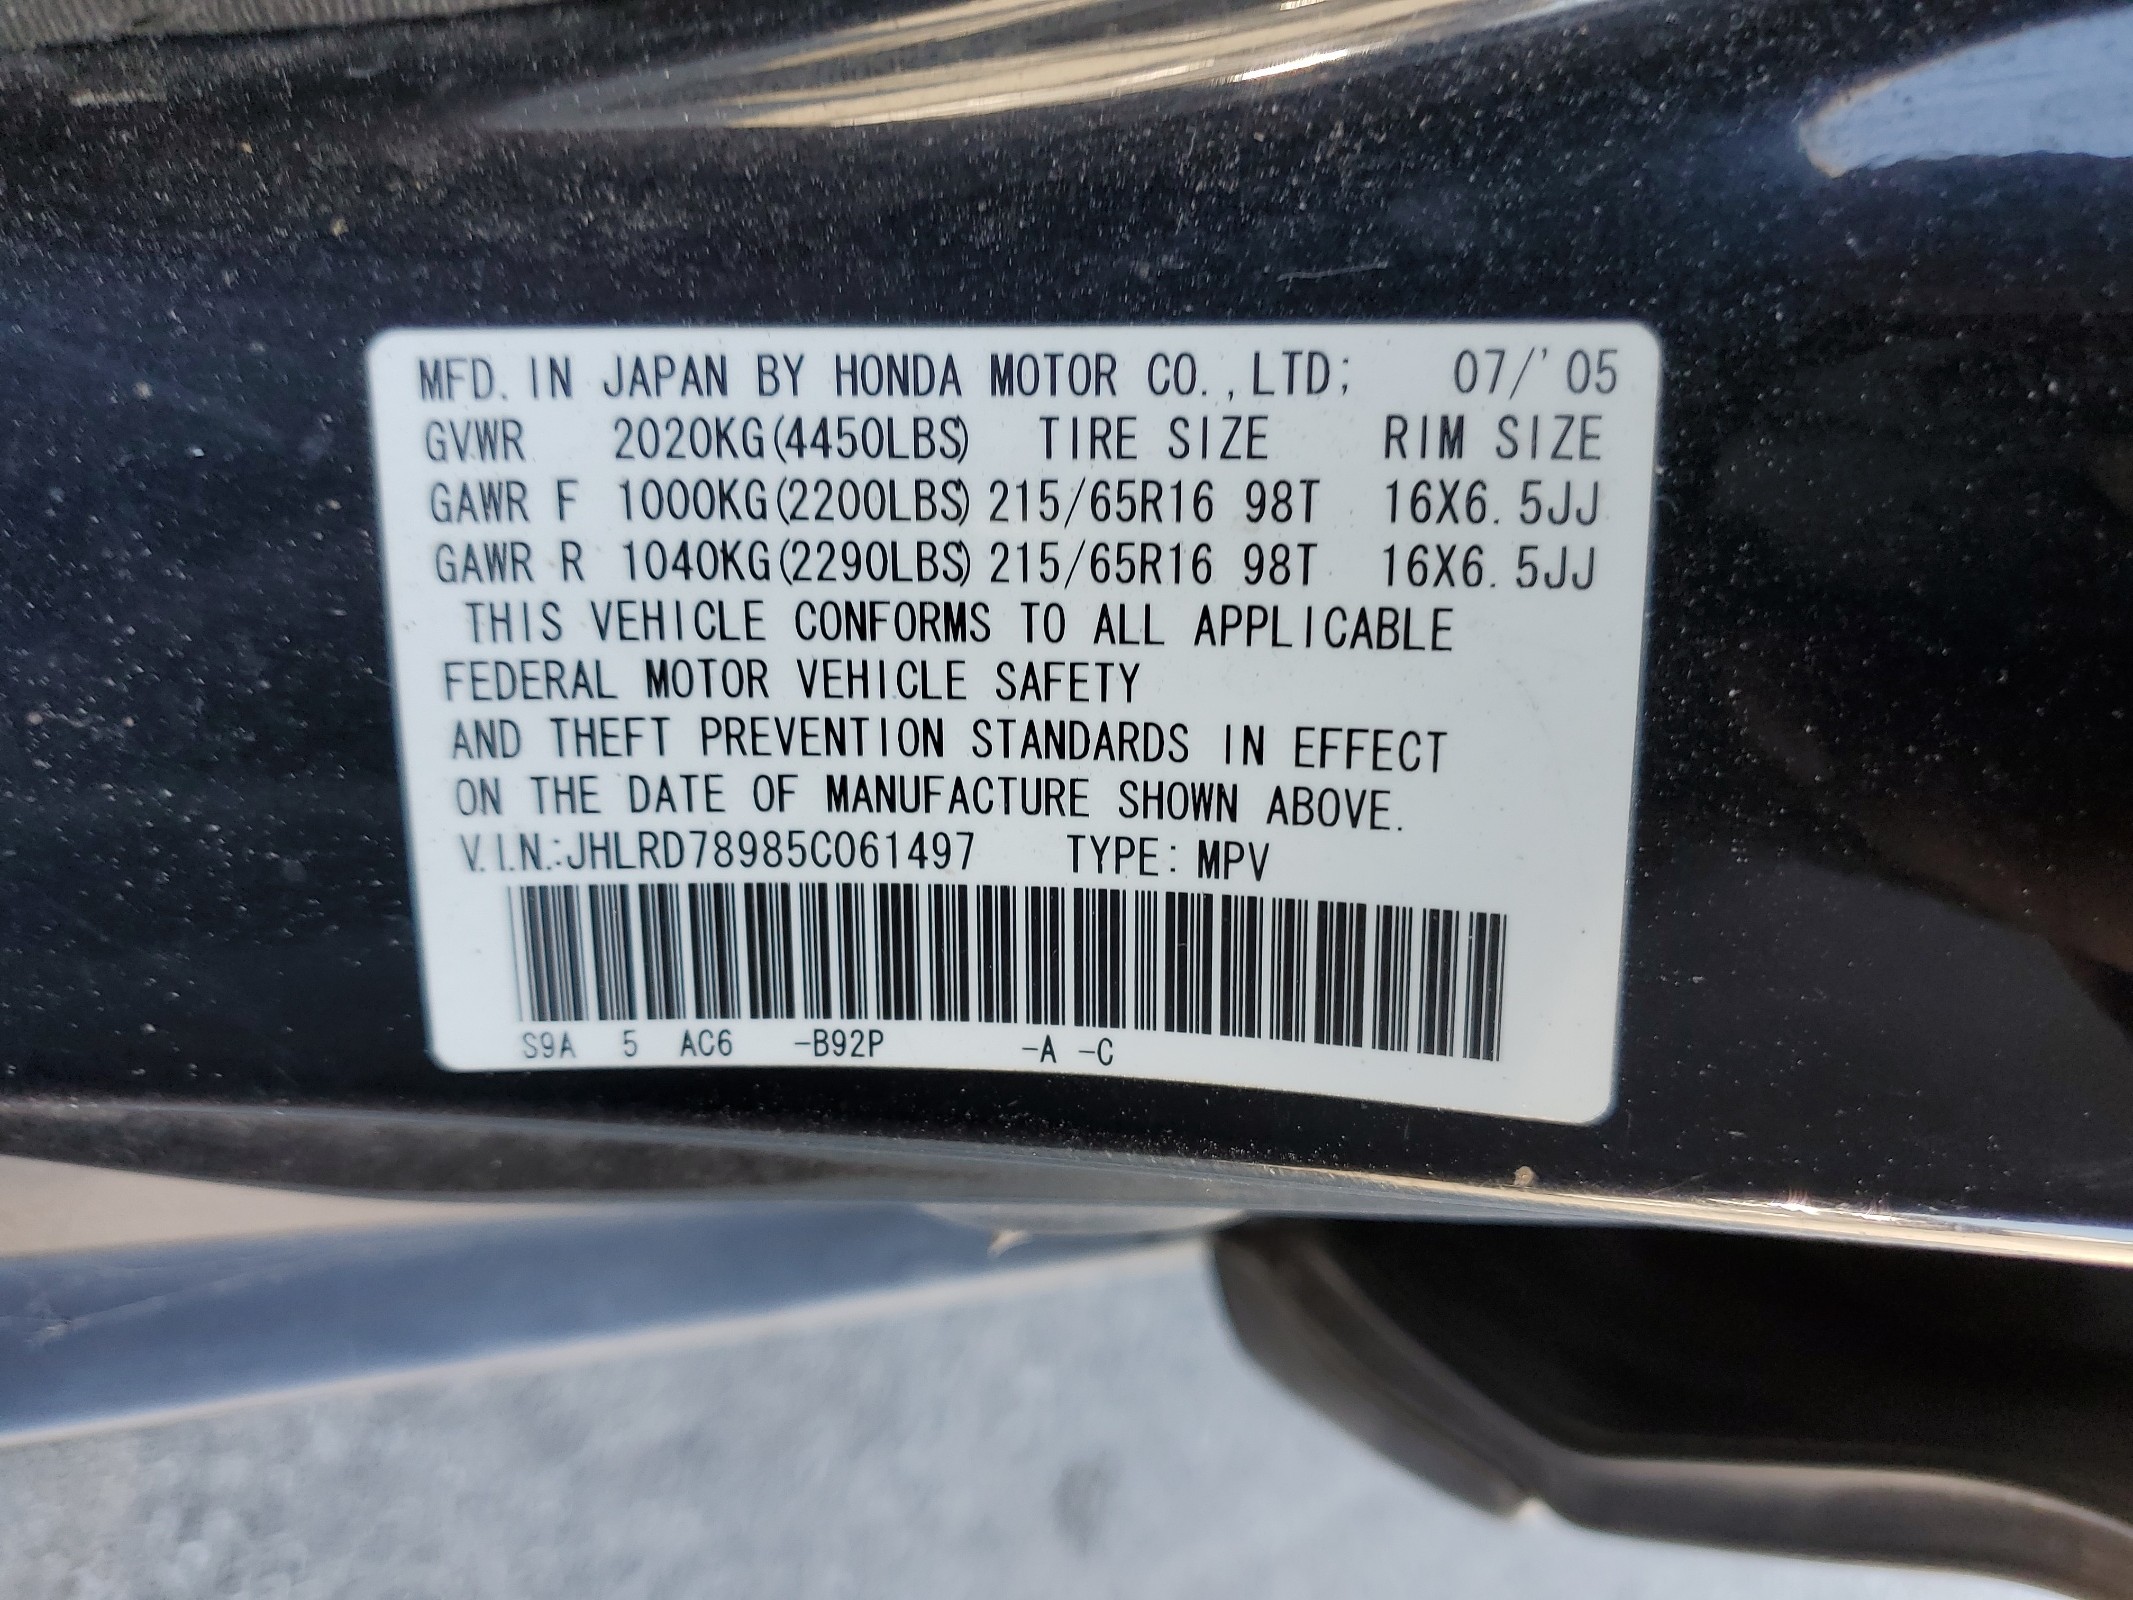 MFD. IN JAPAN BY HONDA MOTOR CO.,LTD; 07/'05
GVWR 2020KG(4450LBS) TIRE SIZE RIM SIZE
GAWR F 1000KG(2200LBS) 215/65R16 98T 16X6.5JJ
GAWR R 1040KG(2290LBS) 215/65R16 98T 16X6.5JJ
THIS VEHICLE CONFORMS TO ALL APPLICABLE
FEDERAL MOTOR VEHICLE SAFETY
AND THEFT PREVENTION STANDARDS IN EFFECT
ON THE DATE OF MANUFACTURE SHOWN ABOVE.
V.I.N.:JHLRD78985C061497 TYPE: MPV
S9A 5 AC6 -B92P -A -C